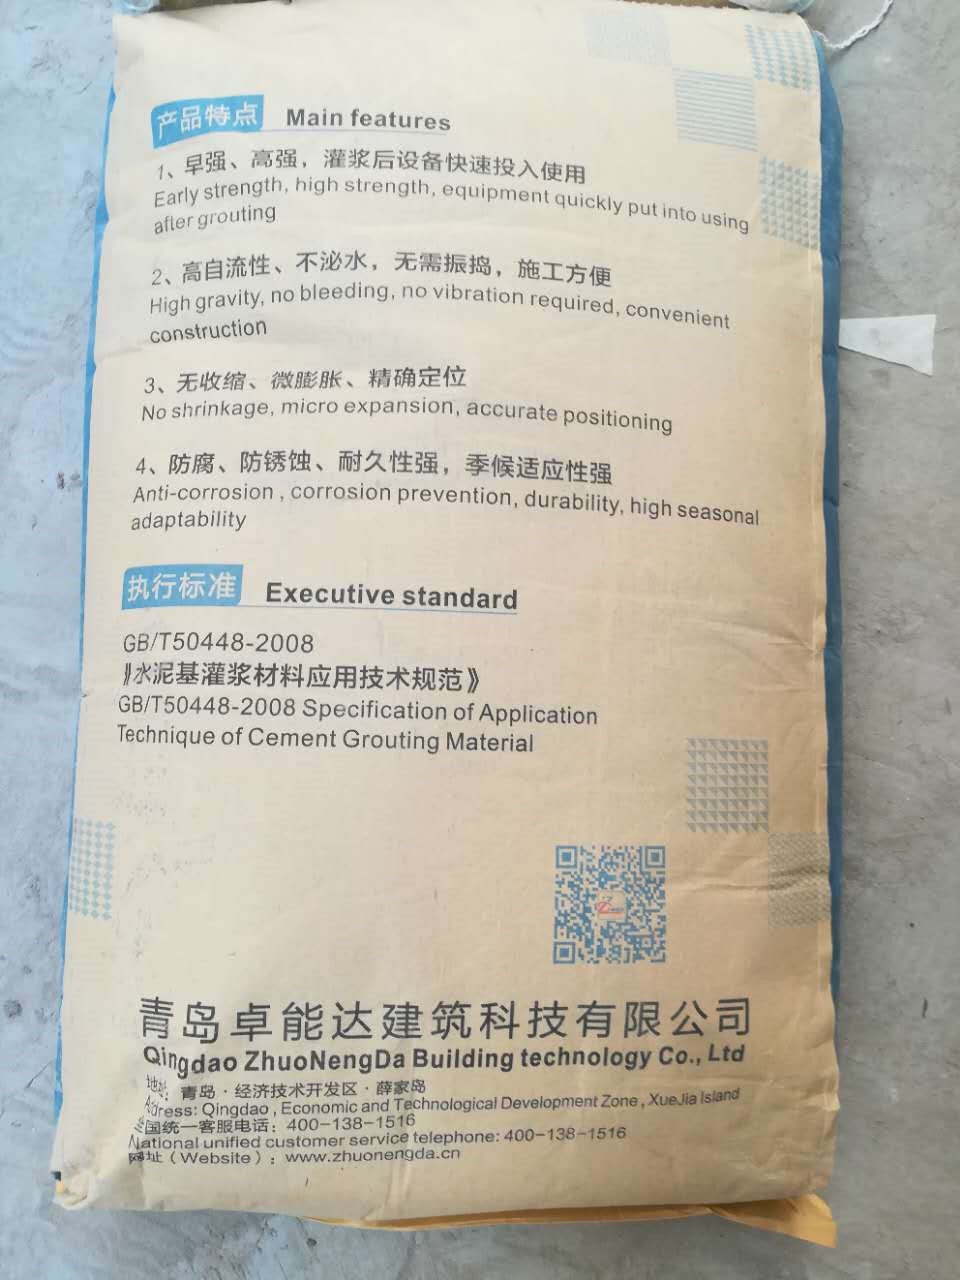 产品特点 Main features
1、早强、高强，灌浆后设备快速投入使用
Early strength, high strength, equipment quickly put into using
after grouting
2、高自流性、不泌水，无需振捣，施工方便
High gravity, no bleeding, no vibration required, convenient
construction
3、无收缩、微膨胀、精确定位
No shrinkage, micro expansion, accurate positioning
4、防腐、防锈蚀、耐久性强，季候适应性强
Anti-corrosion , corrosion prevention, durability, high seasonal
adaptability
执行标准 Executive standard
GB/T50448-2008
《水泥基灌浆材料应用技术规范》
GB/T50448-2008 Specification of Application
Technique of Cement Grouting Material
青岛卓能达建筑科技有限公司
Qingdao ZhuoNengDa Building technology Co., Ltd
地址：青岛·经济技术开发区·薛家岛
Adress: Qingdao , Economic and Technological Development Zone , XueJia Island
全国统一客服电话：400-138-1516
National unified customer service telephone: 400-138-1516
网址（Website）：www.zhuonengda.cn